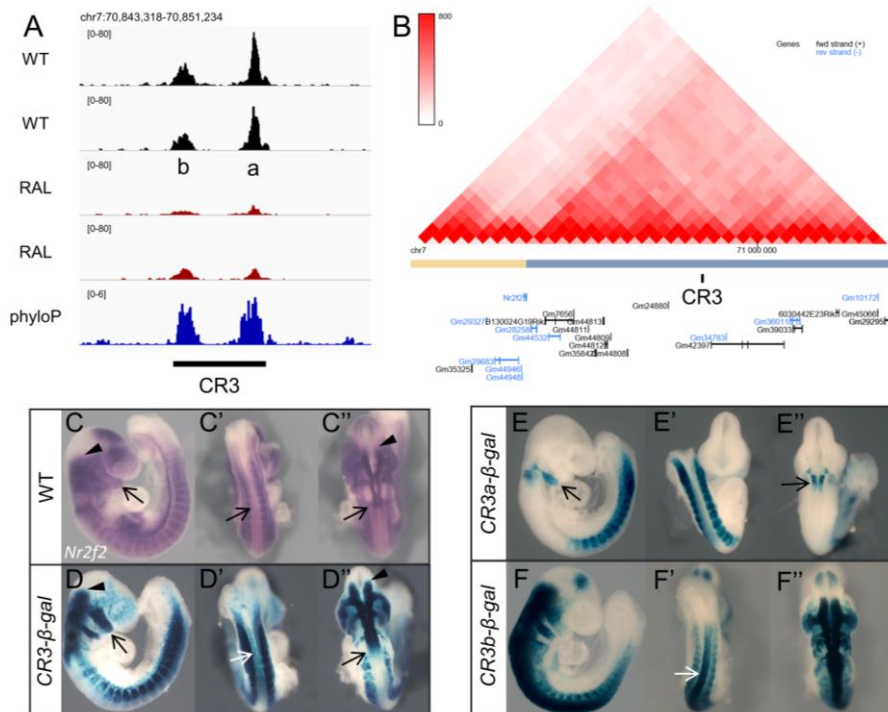 A
chr7:70,843,318-70,851,234
WT
[0-80]
WT
[0-80]
b
a
RAL
[0-80]
RAL
[0-80]
phyloP
[0-6]
CR3
B
800
0
Genes
fwd strand (+)
rev strand (-)
chr7
71 000 000
CR3
Nr2f2
Gm10172
Gm24880
Gm7656
6030442E23Rik
Gm45066
Gm29327
B130024G19Rik
Gm44813
Gm36011
Gm29295
Gm28258
Gm44811
Gm39033
Gm44532
Gm44809
Gm34783
Gm44812
Gm42397
Gm35842
Gm44808
Gm29683
Gm35325
Gm44946
Gm44948
WT
C
C'
C''
Nr2f2
CR3-β-gal
D
D'
D''
CR3a-β-gal
E
E'
E''
CR3b-β-gal
F
F'
F''